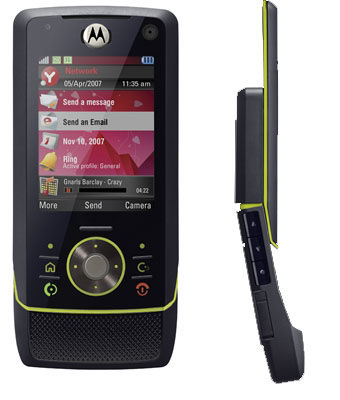 MOTOROLA
Network
05/Apr/2007 11:35 am
Send a message
Send an Email
Nov 10, 2007
Ring
Active profile: General
Gnarls Barclay - Crazy
04:22
More Send Camera